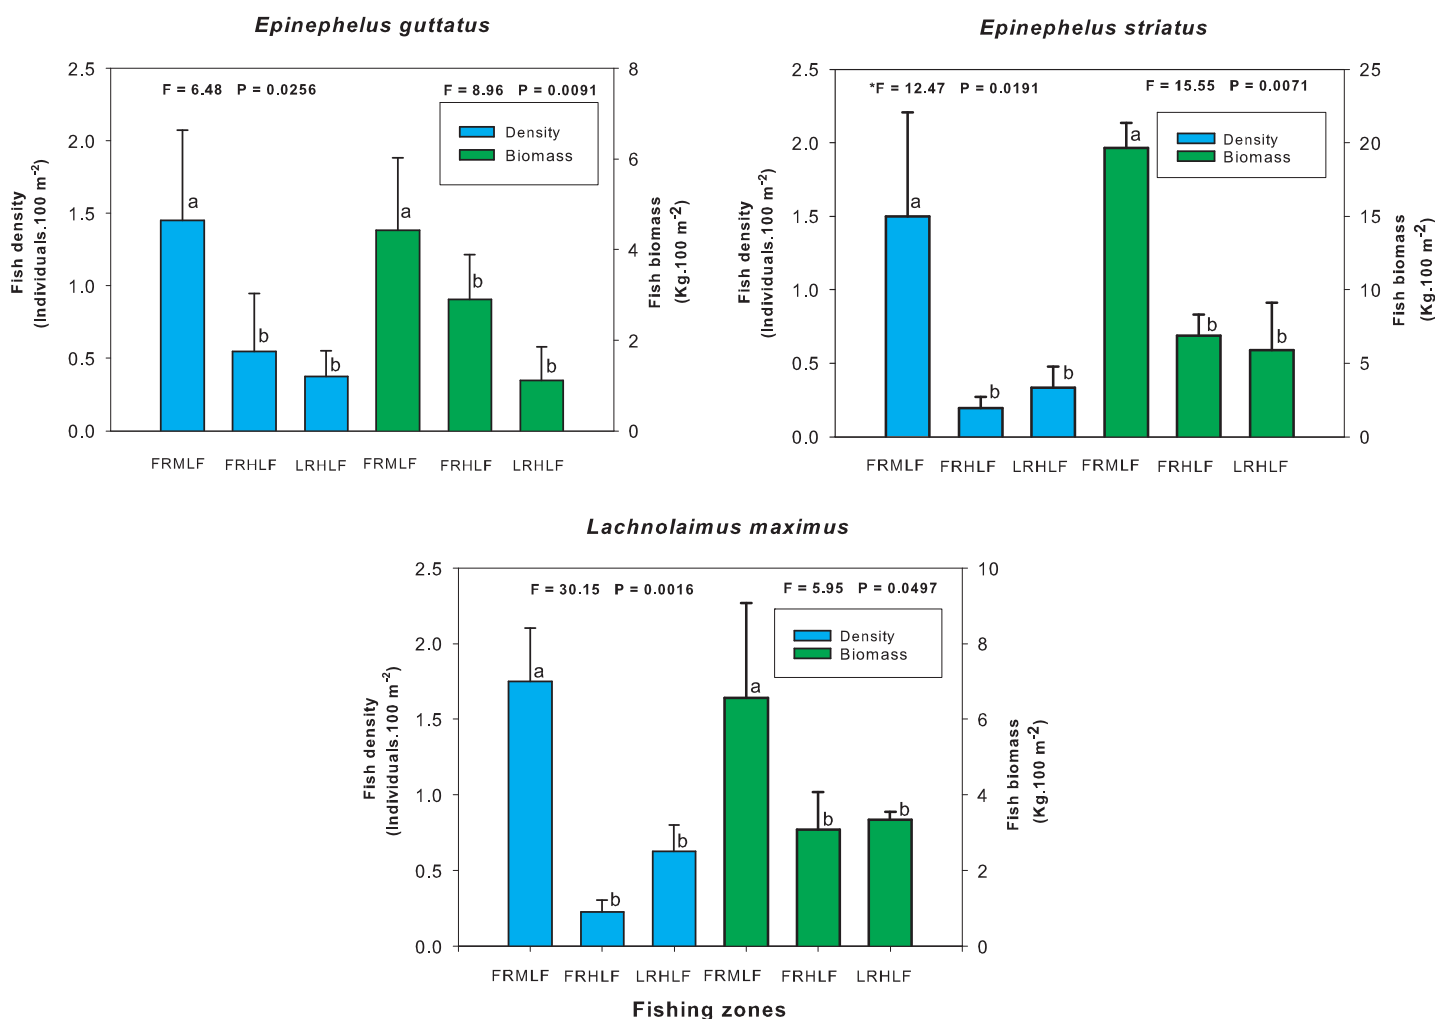 Epinephelus guttatus
F = 6.48 P = 0.0256
F = 8.96 P = 0.0091
Density
Biomass
Fish density
(Individuals.100 m-2)
2.5
2.0
1.5
1.0
0.5
0.0
a
b
b
a
b
b
8
6
4
2
0
Fish biomass
(Kg.100 m-2)
FRMLF FRHLF LRHLF FRMLF FRHLF LRHLF
Epinephelus striatus
*F = 12.47 P = 0.0191
F = 15.55 P = 0.0071
Density
Biomass
Fish density
(Individuals.100 m-2)
2.5
2.0
1.5
1.0
0.5
0.0
a
b
b
a
b
b
25
20
15
10
5
0
Fish biomass
(Kg.100 m-2)
FRMLF FRHLF LRHLF FRMLF FRHLF LRHLF
Lachnolaimus maximus
F = 30.15 P = 0.0016
F = 5.95 P = 0.0497
Density
Biomass
Fish density
(Individuals.100 m-2)
2.5
2.0
1.5
1.0
0.5
0.0
a
b
b
a
b
b
10
8
6
4
2
0
Fish biomass
(Kg.100 m-2)
FRMLF FRHLF LRHLF FRMLF FRHLF LRHLF
Fishing zones